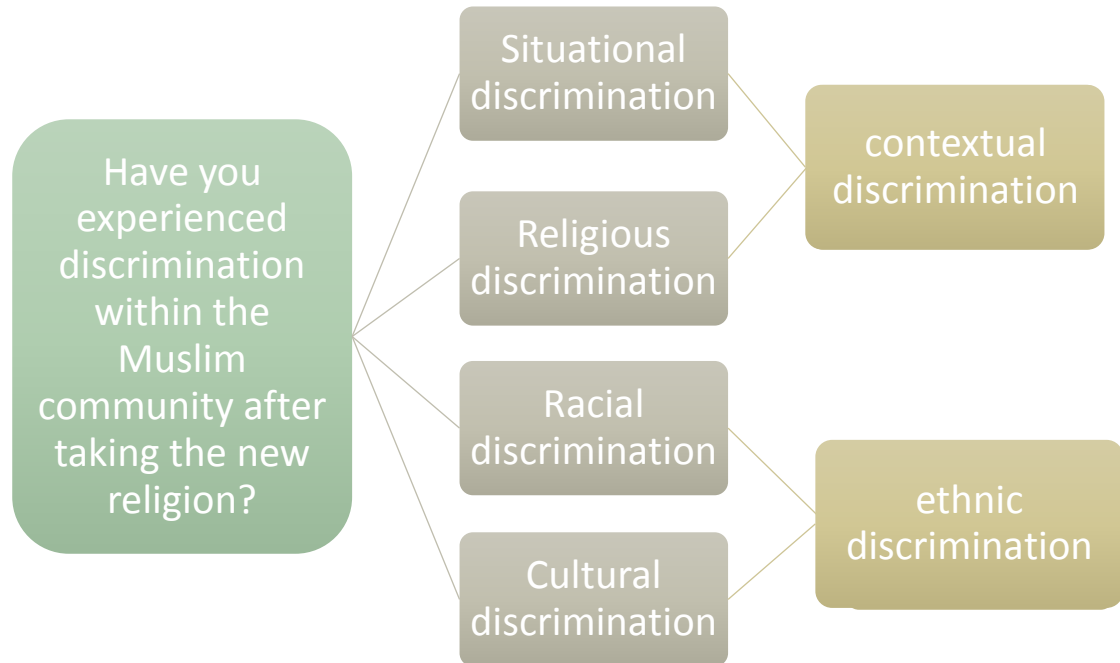 Have you
experienced
discrimination
within the
Muslim
community after
taking the new
religion?
Situational
discrimination
Religious
discrimination
Racial
discrimination
Cultural
discrimination
contextual
discrimination
ethnic
discrimination